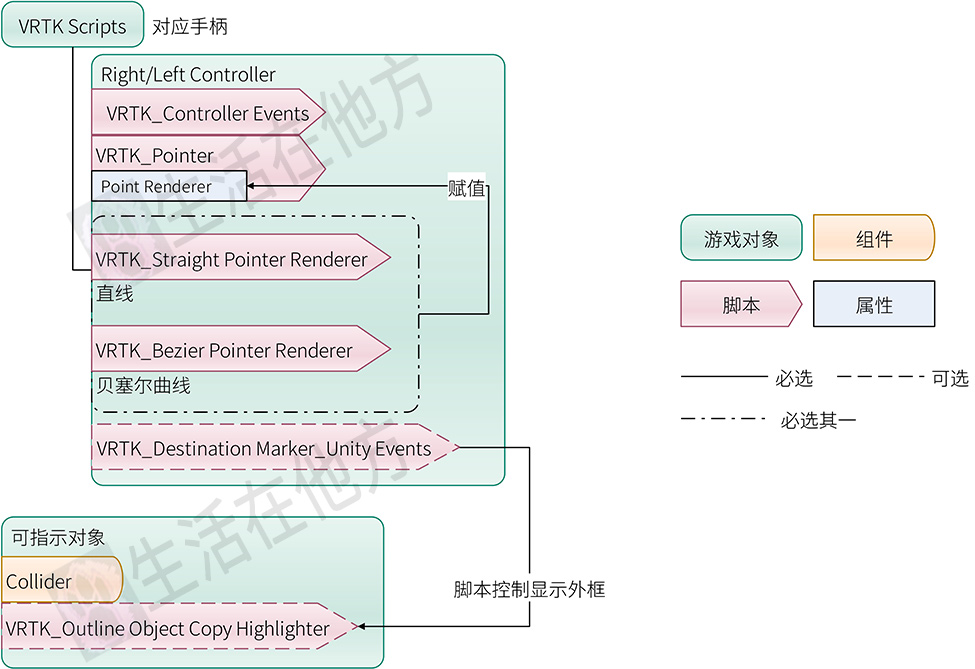 VRTK Scripts
对应手柄
Right/Left Controller
VRTK_Controller Events
VRTK_Pointer
Point Renderer
赋值
VRTK_Straight Pointer Renderer
直线
VRTK_Bezier Pointer Renderer
贝塞尔曲线
VRTK_Destination Marker_Unity Events
可指示对象
Collider
脚本控制显示外框
VRTK_Outline Object Copy Highlighter
游戏对象
组件
脚本
属性
必选
可选
必选其一
生活在他方
生活在他方